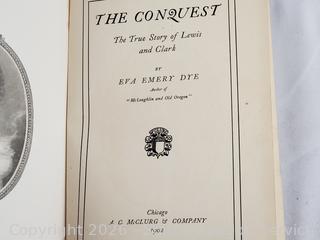 THE CONQUEST
The True Story of Lewis
and Clark
BY
EVA EMERY DYE
Author of
"McLoughlin and Old Oregon"
Chicago
A. C. McCLURG & COMPANY
1902